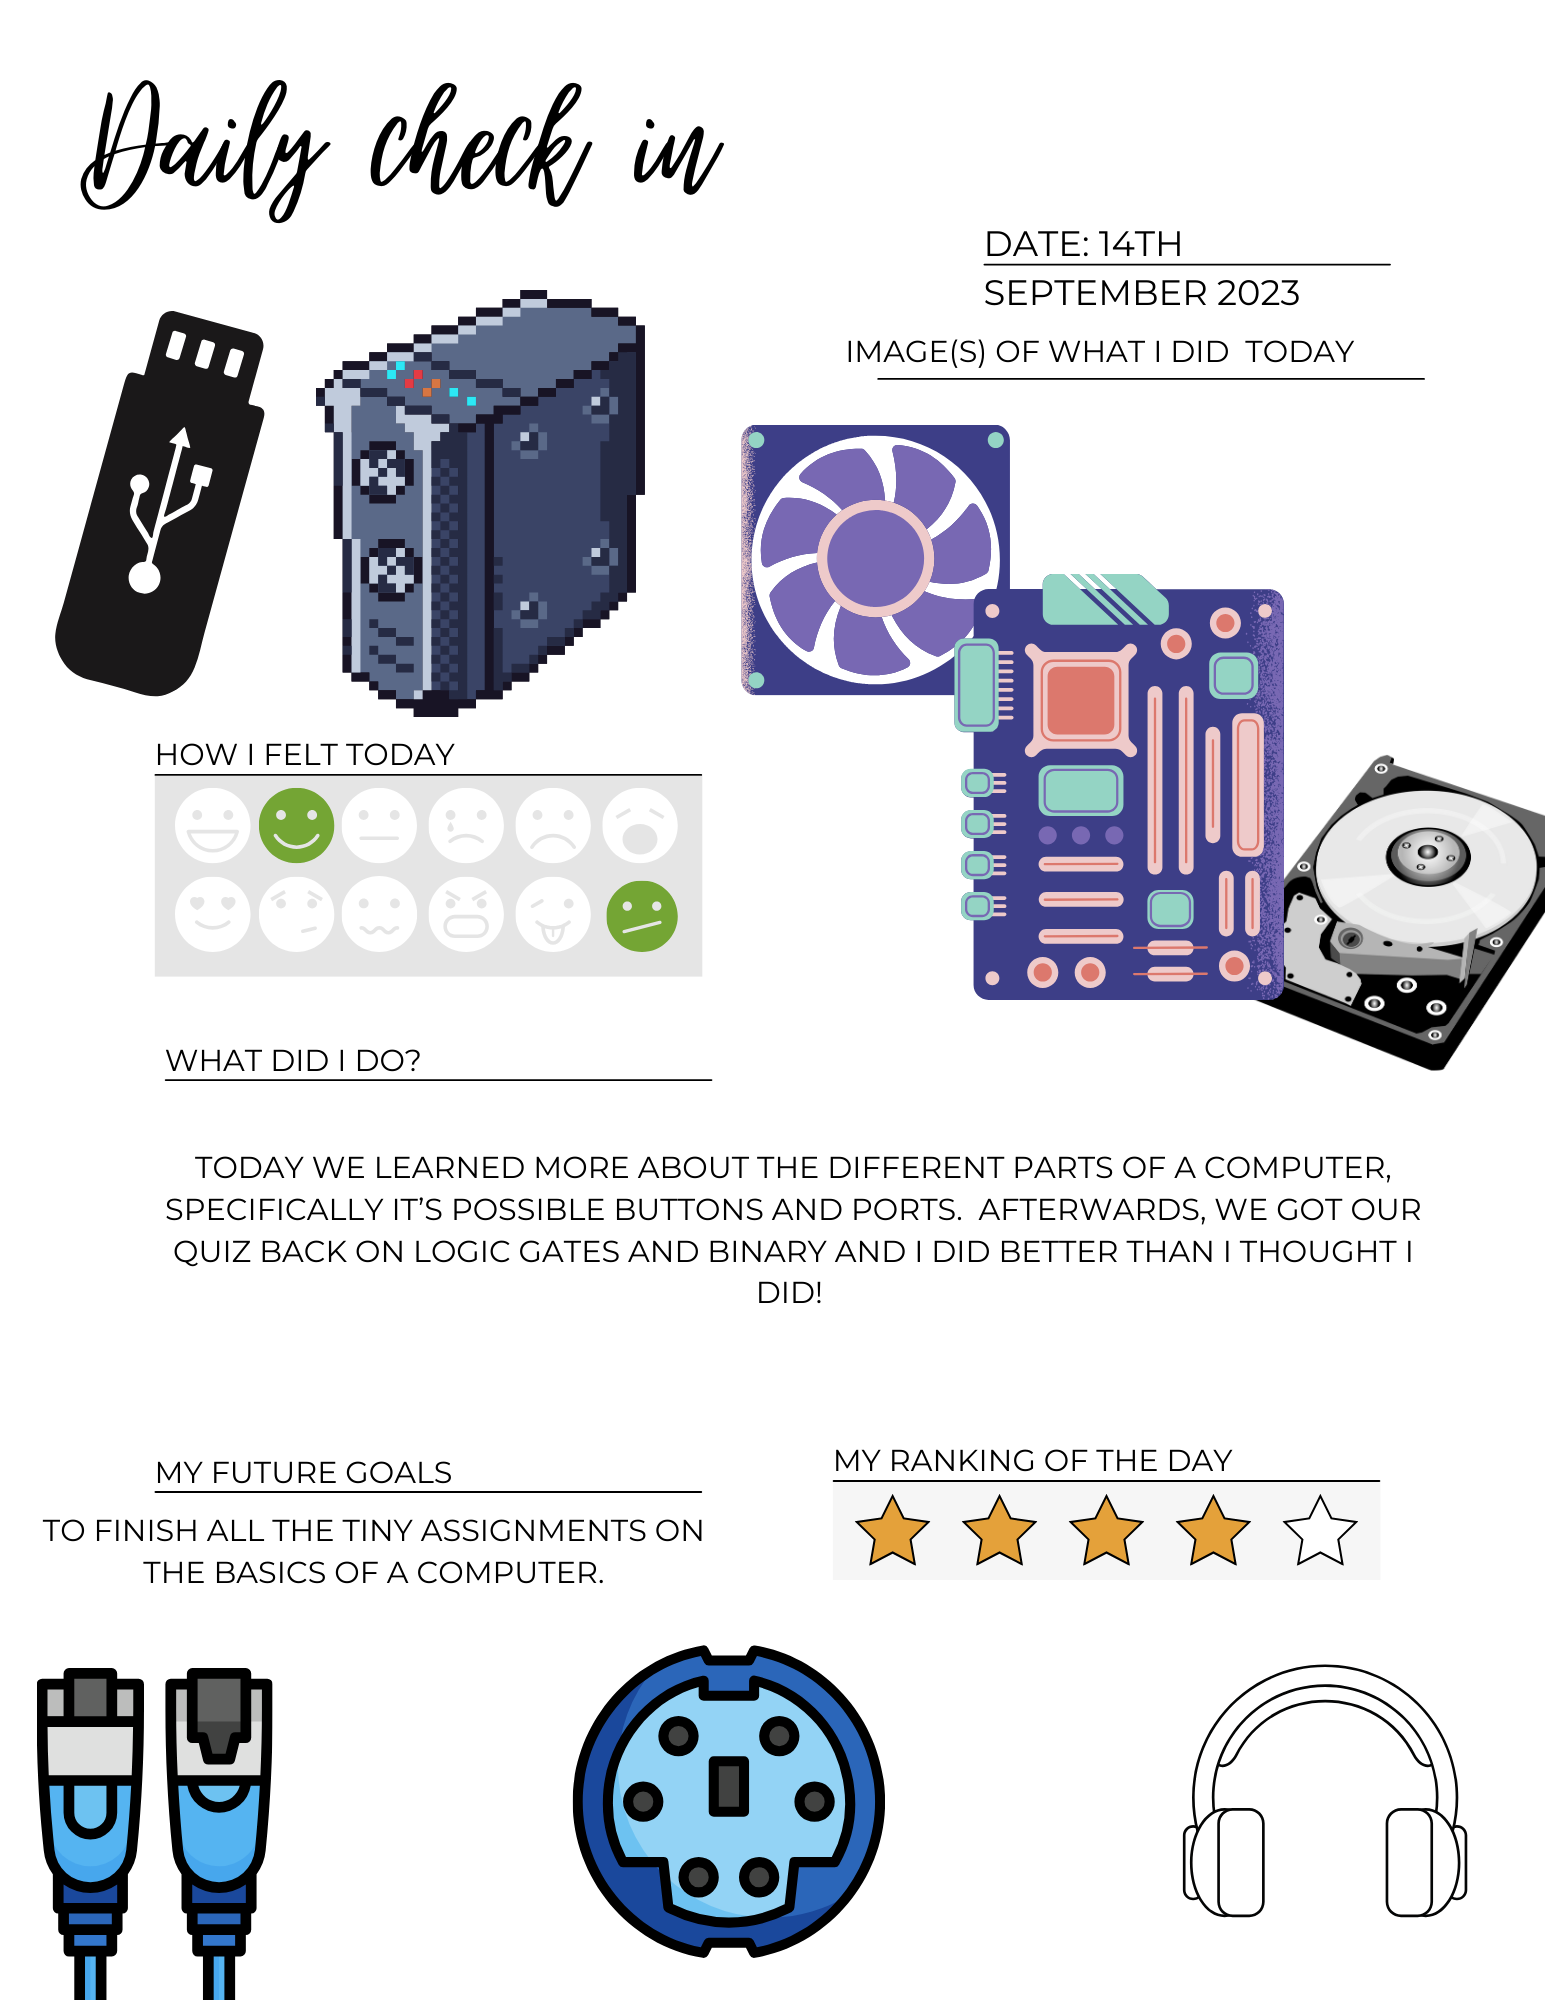 Daily check in
DATE: 14TH
SEPTEMBER 2023
IMAGE(S) OF WHAT I DID  TODAY
HOW I FELT TODAY
WHAT DID I DO?
TODAY WE LEARNED MORE ABOUT THE DIFFERENT PARTS OF A COMPUTER,
SPECIFICALLY IT’S POSSIBLE BUTTONS AND PORTS.  AFTERWARDS, WE GOT OUR
QUIZ BACK ON LOGIC GATES AND BINARY AND I DID BETTER THAN I THOUGHT I
DID!
MY FUTURE GOALS
TO FINISH ALL THE TINY ASSIGNMENTS ON
THE BASICS OF A COMPUTER.
MY RANKING OF THE DAY